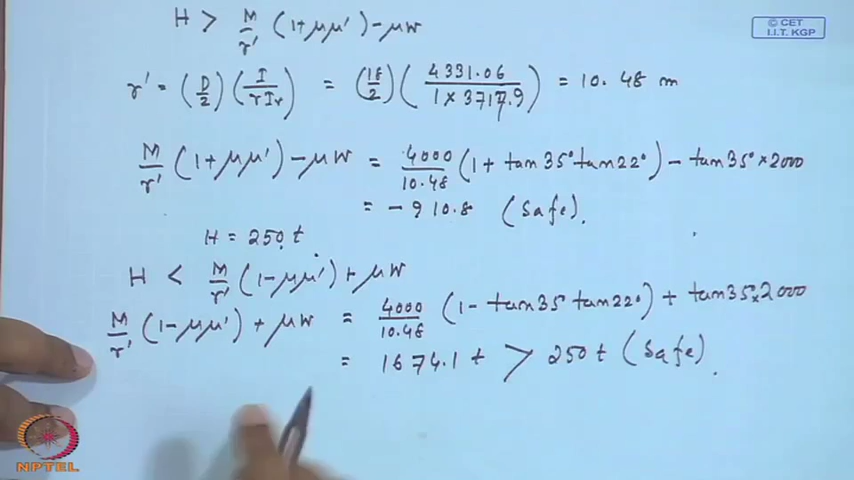 H > M/r' (1+μμ') - μW
© CET
I.I.T. KGP
r' = (D/2) (I/rIr) = (18/2) (4331.06/1×3717.9) = 10.48 m
M/r' (1+μμ') - μW = 4000/10.48 (1 + tan35° tan22°) - tan35° × 2000
= - 910.8 (Safe).
H = 250 t.
H < M/r' (1-μμ') + μW
M/r' (1-μμ') + μW = 4000/10.48 (1 - tan35 tan22°) + tan35 × 2000
= 1674.1 t > 250 t (Safe).
NPTEL